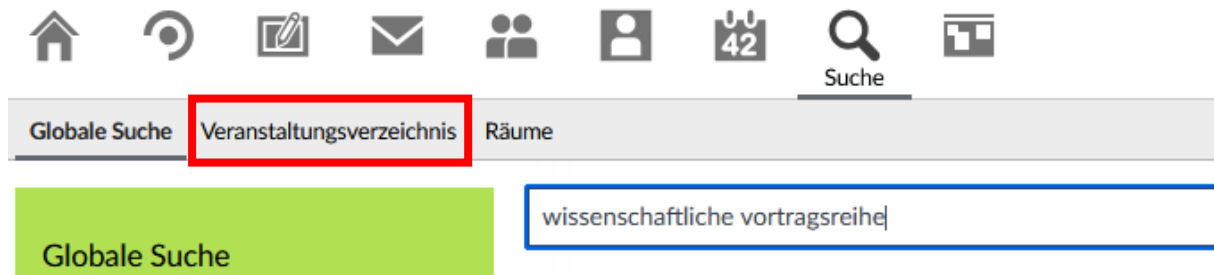 42
Suche
Globale Suche Veranstaltungsverzeichnis Räume
wissenschaftliche vortragsreihe
Globale Suche